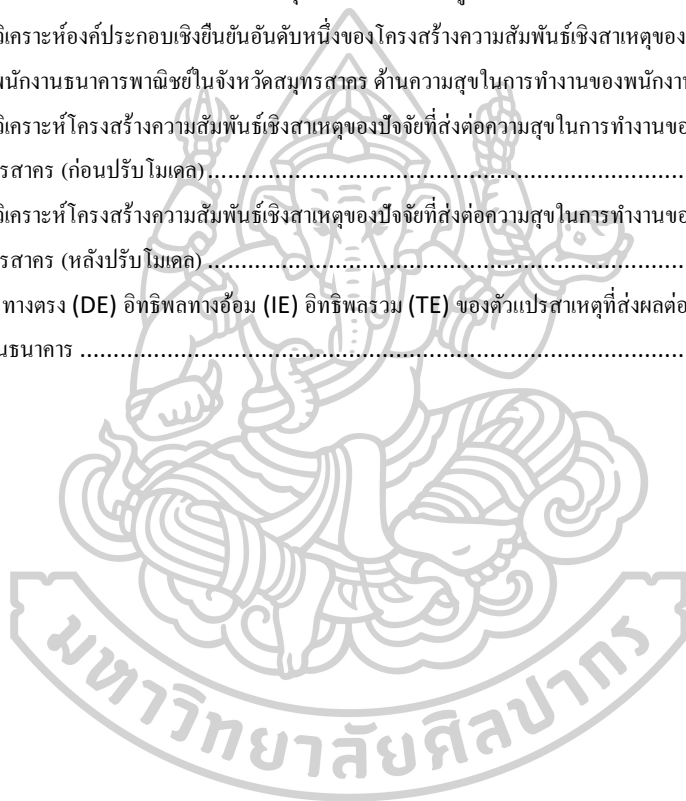 วิเคราะห์องค์ประกอบเชิงยืนยันอันดับหนึ่งของโครงสร้างความสัมพันธ์เชิงสาเหตุของ
พนักงานธนาคารพาณิชย์ในจังหวัดสมุทรสาคร ด้านความสุขในการทำงานของพนักงาน
วิเคราะห์โครงสร้างความสัมพันธ์เชิงสาเหตุของปัจจัยที่ส่งต่อความสุขในการทำงานขอ
รสาคร (ก่อนปรับโมเดล)......................................................................
วิเคราะห์โครงสร้างความสัมพันธ์เชิงสาเหตุของปัจจัยที่ส่งต่อความสุขในการทำงานขอ
รสาคร (หลังปรับโมเดล) ......................................................................
ทางตรง (DE) อิทธิพลทางอ้อม (IE) อิทธิพลรวม (TE) ของตัวแปรสาเหตุที่ส่งผลต่อ
นธนาคาร ......................................................................................
มหาวิทยาลัยศิลปากร